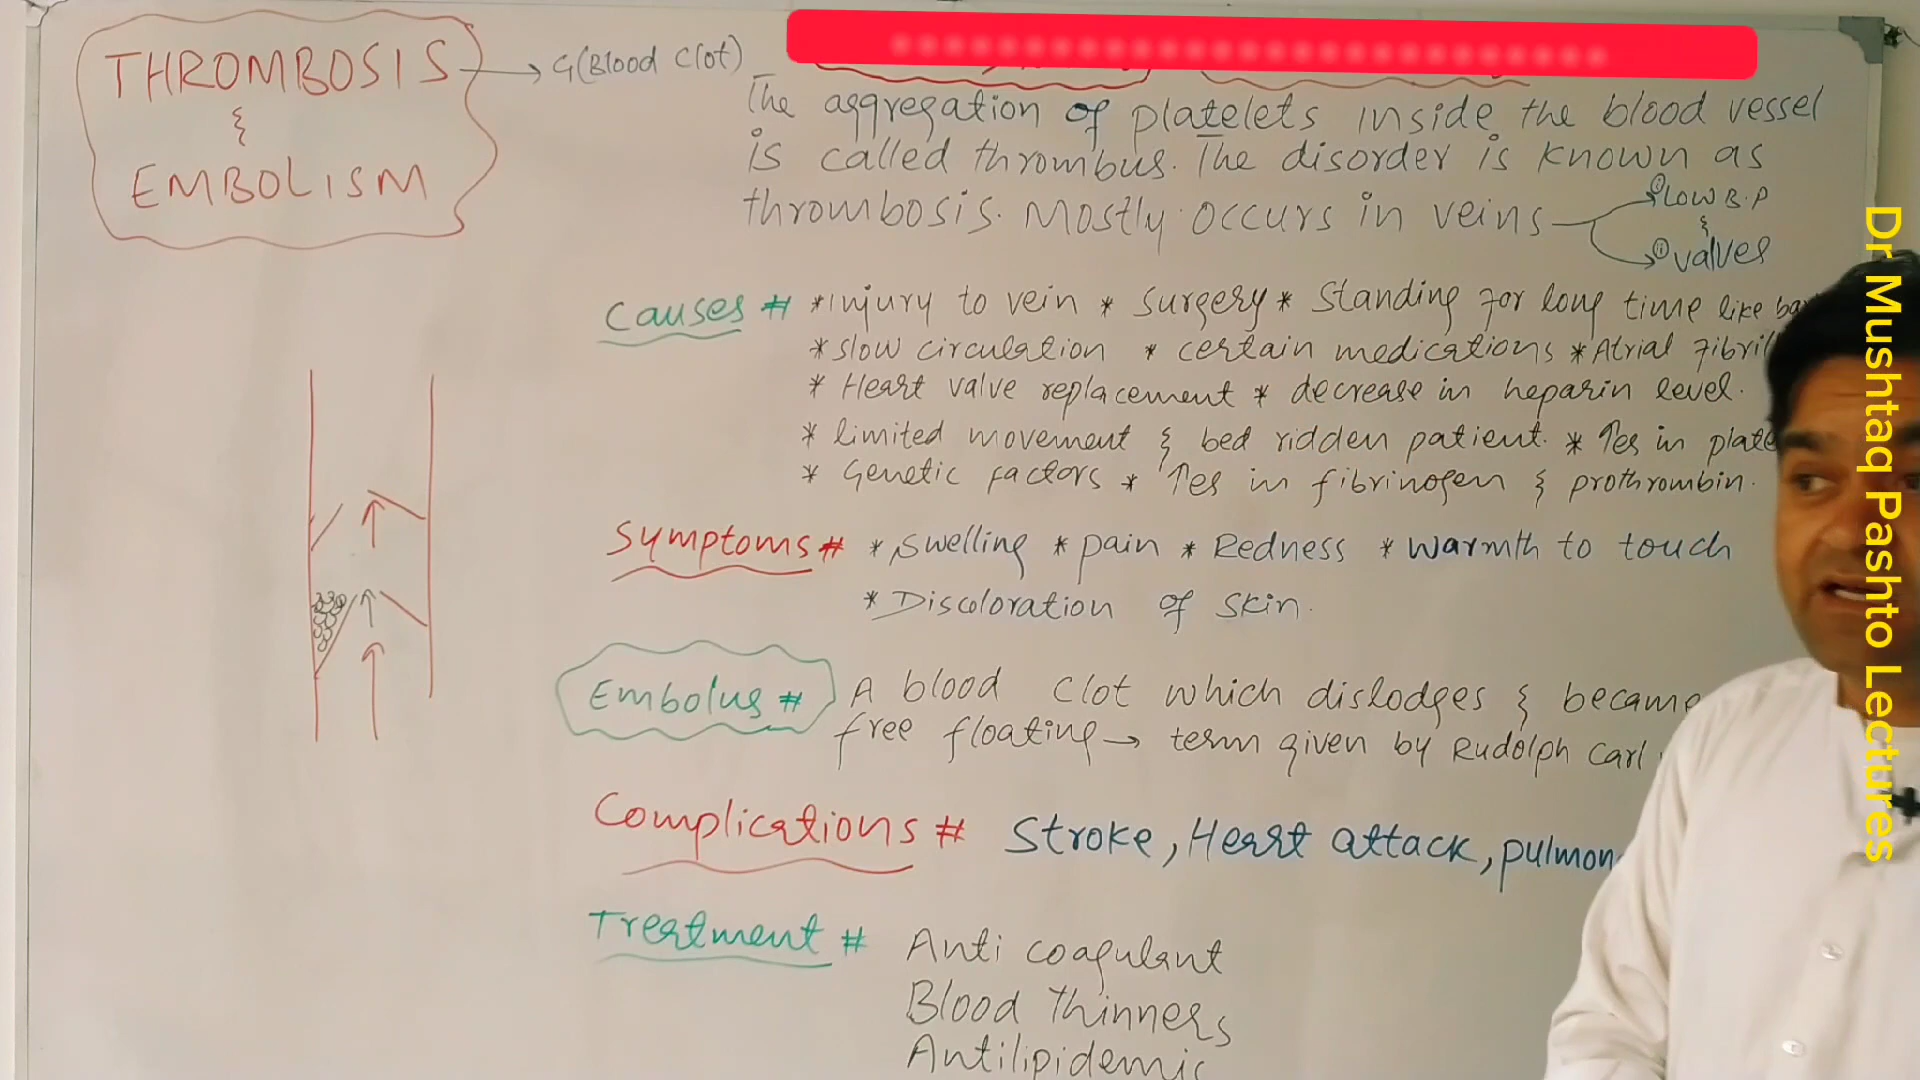 THROMBOSIS
&
EMBOLISM
→ G(Blood Clot)
The aggregation of platelets inside the blood vessel
is called thrombus. The disorder is known as
thrombosis. Mostly occurs in veins
① low B.P
&
② valves
Causes # *Injury to vein * Surgery * Standing for long time like
*slow circulation * certain medications *Atrial
* Heart valve replacement * decrease in heparin level.
* limited movement & bed ridden patient. * ↑es in
* Genetic factors * ↑es in fibrinogen & prothrombin.
Symptoms # *Swelling *pain *Redness *warmth to touch
*Discoloration of skin.
Embolus # A blood clot which dislodges & became
free floating → term given by Rudolph Carl
Complications # Stroke, Heart attack,
Treatment # Anti coagulant
Blood Thinners
Antilipidemic
Dr Mushtaq Pashto Lectures